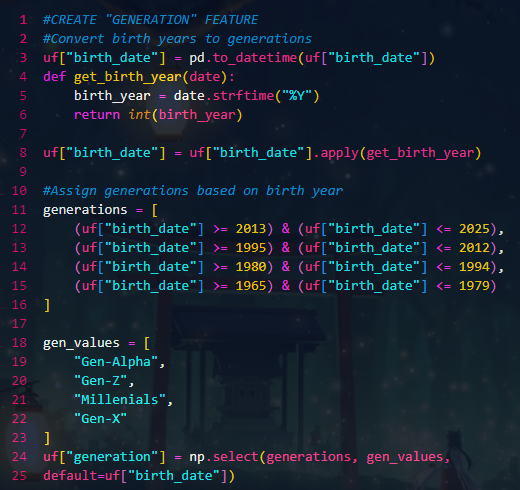 1 #CREATE "GENERATION" FEATURE
2 #Convert birth years to generations
3 uf["birth_date"] = pd.to_datetime(uf["birth_date"])
4 def get_birth_year(date):
5     birth_year = date.strftime("%Y")
6     return int(birth_year)
7
8 uf["birth_date"] = uf["birth_date"].apply(get_birth_year)
9
10 #Assign generations based on birth year
11 generations = [
12     (uf["birth_date"] >= 2013) & (uf["birth_date"] <= 2025),
13     (uf["birth_date"] >= 1995) & (uf["birth_date"] <= 2012),
14     (uf["birth_date"] >= 1980) & (uf["birth_date"] <= 1994),
15     (uf["birth_date"] >= 1965) & (uf["birth_date"] <= 1979)
16 ]
17
18 gen_values = [
19     "Gen-Alpha",
20     "Gen-Z",
21     "Millenials",
22     "Gen-X"
23 ]
24 uf["generation"] = np.select(generations, gen_values,
25 default=uf["birth_date"])